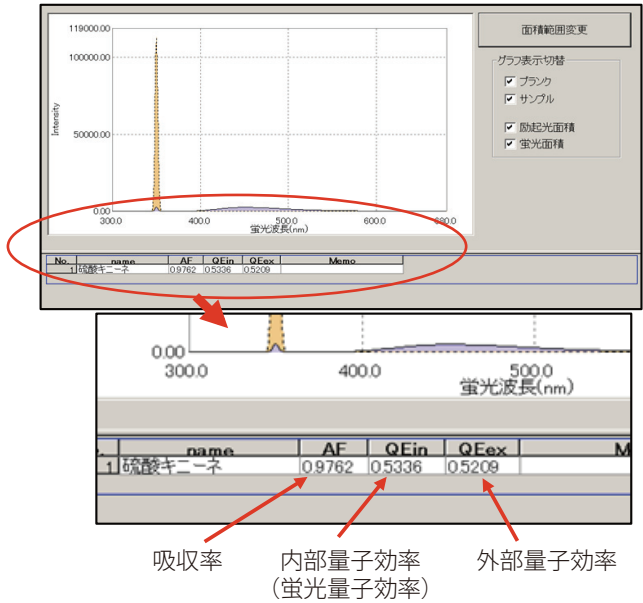 119000.00
100000.00
50000.00
0.00
Intensity
300.0 400.0 500.0 600.0 680.0
蛍光波長(nm)
面積範囲変更
グラフ表示切替
ブランク
サンプル
励起光面積
蛍光面積
No. name AF QEin QEex Memo
1 硫酸キニーネ 0.9762 0.5336 0.5209
0.00
300.0 400.0 500.0
蛍光波長(nm)
. name AF QEin QEex M
1 硫酸キニーネ 0.9762 0.5336 0.5209
吸収率 内部量子効率 外部量子効率
(蛍光量子効率)